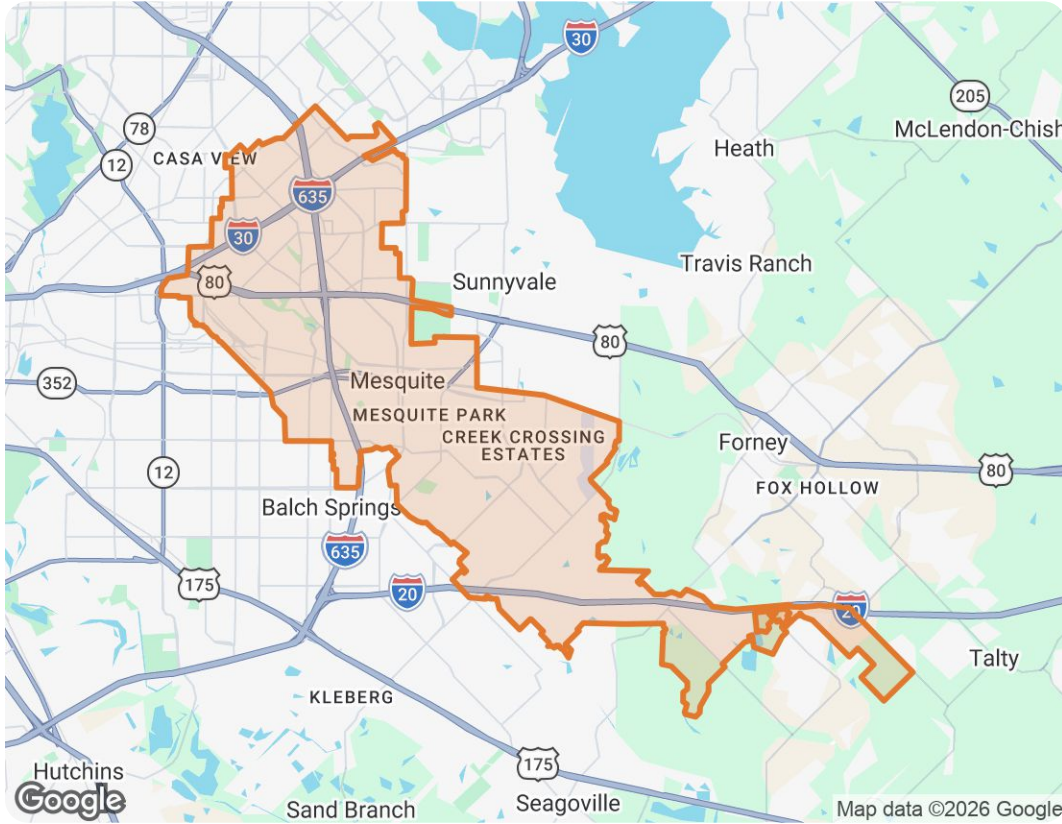 30
205
78
McLendon-Chish
12
CASA VIEW
Heath
635
30
Travis Ranch
80
Sunnyvale
80
352
Mesquite
MESQUITE PARK
CREEK CROSSING
ESTATES
Forney
12
80
FOX HOLLOW
Balch Springs
635
175
20
20
Talty
KLEBERG
175
Hutchins
Google
Sand Branch
Seagoville
Map data ©2026 Google